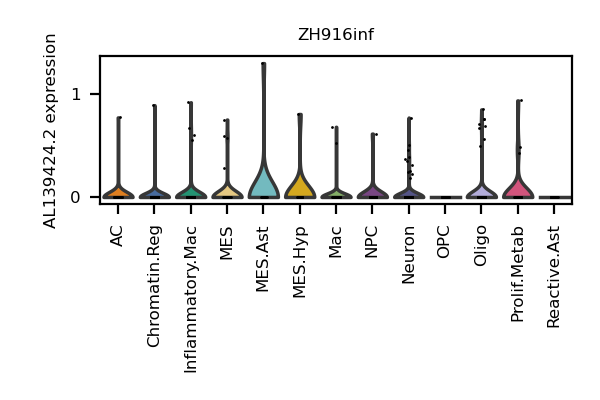 ZH916inf
AL139424.2 expression
1
0
AC
Chromatin.Reg
Inflammatory.Mac
MES
MES.Ast
MES.Hyp
Mac
NPC
Neuron
OPC
Oligo
Prolif.Metab
Reactive.Ast